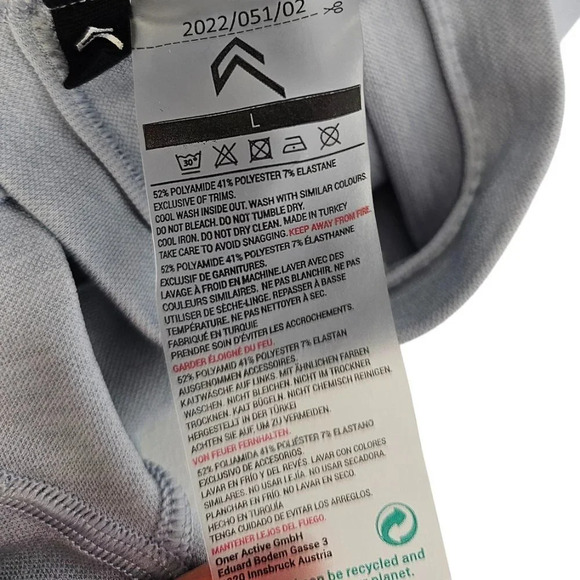 2022/051/02
L
30°
52% POLYAMIDE 41% POLYESTER 7% ELASTANE
EXCLUSIVE OF TRIMS.
COOL WASH INSIDE OUT. WASH WITH SIMILAR COLOURS.
DO NOT BLEACH. DO NOT TUMBLE DRY.
COOL IRON. DO NOT DRY CLEAN. MADE IN TURKEY
TAKE CARE TO AVOID SNAGGING. KEEP AWAY FROM FIRE.
52% POLYAMIDE 41% POLYESTER 7% ÉLASTHANNE
EXCLUSIF DE GARNITURES.
LAVAGE À FROID EN MACHINE.LAVER AVEC DES
COULEURS SIMILAIRES. NE PAS BLANCHIR. NE PAS
UTILISER DE SÈCHE-LINGE. REPASSER À BASSE
TEMPÉRATURE. NE PAS NETTOYER À SEC.
FABRIQUÉ EN TURQUIE
PRENDRE SOIN D'ÉVITER LES ACCROCHEMENTS.
GARDER ÉLOIGNÉ DU FEU.
52% POLYAMID 41% POLYESTER 7% ELASTAN
AUSGENOMMEN ACCESSOIRES.
KALTWÄSCHE AUF LINKS. MIT ÄHNLICHEN FARBEN
WASCHEN. NICHT BLEICHEN. NICHT IM TROCKNER
TROCKNEN. KALT BÜGELN. NICHT CHEMISCH REINIGEN.
HERGESTELLT IN DER TÜRKEI
ACHTEN SIE AUF, UM ZU VERMEIDEN.
VON FEUER FERNHALTEN.
52% POLIAMIDA 41% POLIÉSTER 7% ELASTANO
EXCLUSIVO DE ACCESORIOS.
LAVAR EN FRÍO Y DEL REVÉS. LAVAR CON COLORES
SIMILARES. NO USAR LEJÍA. NO USAR SECADORA.
PLANCHAR EN FRÍO. NO LAVAR EN SECO.
HECHO EN TURQUÍA
TENGA CUIDADO DE EVITAR LOS ARREGLOS.
MANTENER LEJOS DEL FUEGO.
Oner Active GmbH
Eduard Bodem Gasse 3
Innsbruck Austria
be recycled and
planet.